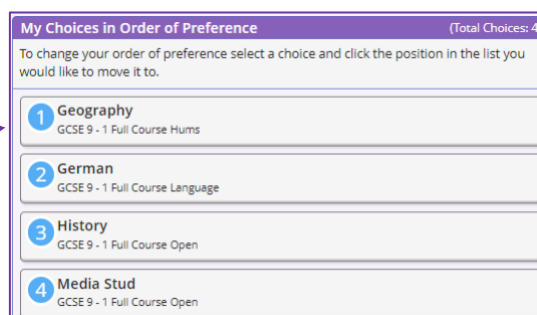 My Choices in Order of Preference (Total Choices: 4
To change your order of preference select a choice and click the position in the list you
would like to move it to.
1 Geography
GCSE 9 - 1 Full Course Hums
2 German
GCSE 9 - 1 Full Course Language
3 History
GCSE 9 - 1 Full Course Open
4 Media Stud
GCSE 9 - 1 Full Course Open